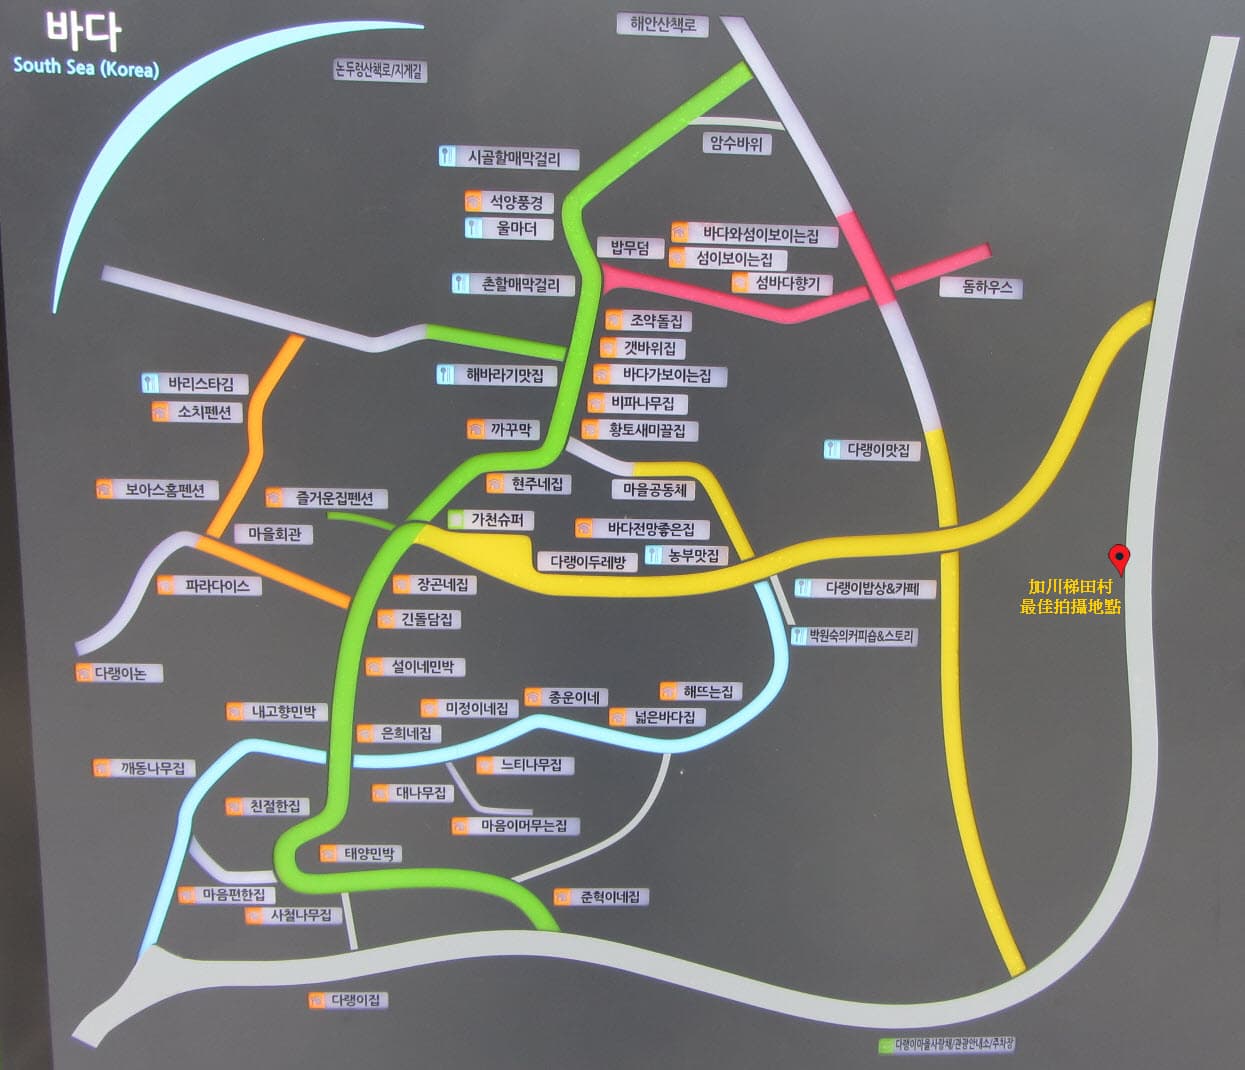 바다
South Sea (Korea)
해안산책로
논두렁산책로/지게길
암수바위
시골할매막걸리
석양풍경
울마더
밥무덤
바다와섬이보이는집
섬이보이는집
촌할매막걸리
섬바다향기
돔하우스
조약돌집
갯바위집
해바라기맛집
바다가보이는집
바리스타김
소치펜션
비파나무집
까꾸막
황토새미끌집
다랭이맛집
현주네집
마을공동체
보아스홈펜션
즐거운집펜션
가천슈퍼
바다전망좋은집
마을회관
다랭이두레방
농부맛집
加川梯田村
最佳拍攝地點
파라다이스
장곤네집
다랭이밥상&카페
긴돌담집
박원숙의커피숍&스토리
다랭이논
설이네민박
해뜨는집
종운이네
내고향민박
미정이네집
넓은바다집
은희네집
깨동나무집
느티나무집
대나무집
친절한집
마음이머무는집
태양민박
마음편한집
준혁이네집
사철나무집
다랭이집
다랭이마을사랑채/관광안내소/주차장